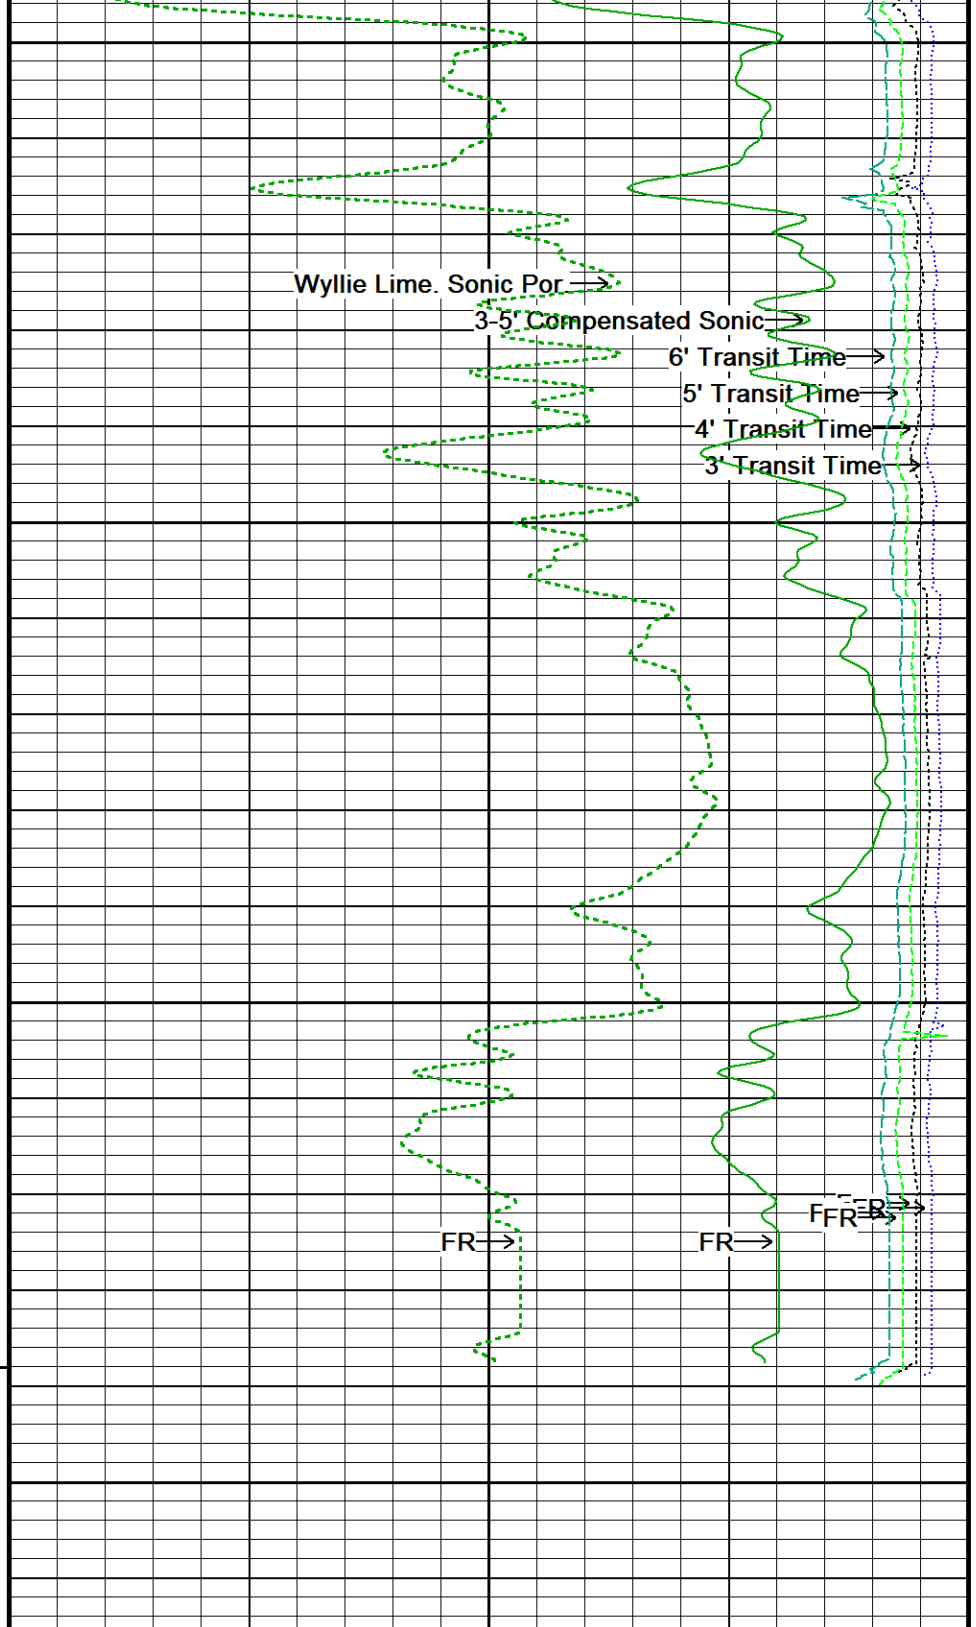 Wyllie Lime. Sonic Por
3-5' Compensated Sonic
6' Transit Time
5' Transit Time
4' Transit Time
3' Transit Time
FR
FR
FR
FR